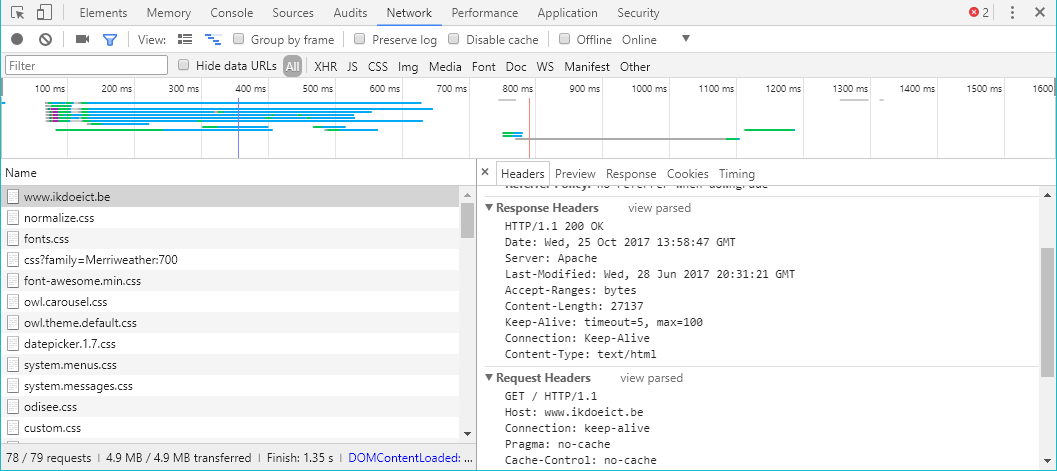 Elements Memory Console Sources Audits Network Performance Application Security 2
View: Group by frame Preserve log Disable cache Offline Online
Filter Hide data URLs All XHR JS CSS Img Media Font Doc WS Manifest Other
100 ms 200 ms 300 ms 400 ms 500 ms 600 ms 700 ms 800 ms 900 ms 1000 ms 1100 ms 1200 ms 1300 ms 1400 ms 1500 ms 1600
Name
www.ikdoeict.be
normalize.css
fonts.css
css?family=Merriweather:700
font-awesome.min.css
owl.carousel.css
owl.theme.default.css
datepicker.1.7.css
system.menus.css
system.messages.css
odisee.css
custom.css
78 / 79 requests | 4.9 MB / 4.9 MB transferred | Finish: 1.35 s | DOMContentLoaded: ...
× Headers Preview Response Cookies Timing
Referrer Policy: no-referrer-when-downgrade
Response Headers view parsed
HTTP/1.1 200 OK
Date: Wed, 25 Oct 2017 13:58:47 GMT
Server: Apache
Last-Modified: Wed, 28 Jun 2017 20:31:21 GMT
Accept-Ranges: bytes
Content-Length: 27137
Keep-Alive: timeout=5, max=100
Connection: Keep-Alive
Content-Type: text/html
Request Headers view parsed
GET / HTTP/1.1
Host: www.ikdoeict.be
Connection: keep-alive
Pragma: no-cache
Cache-Control: no-cache